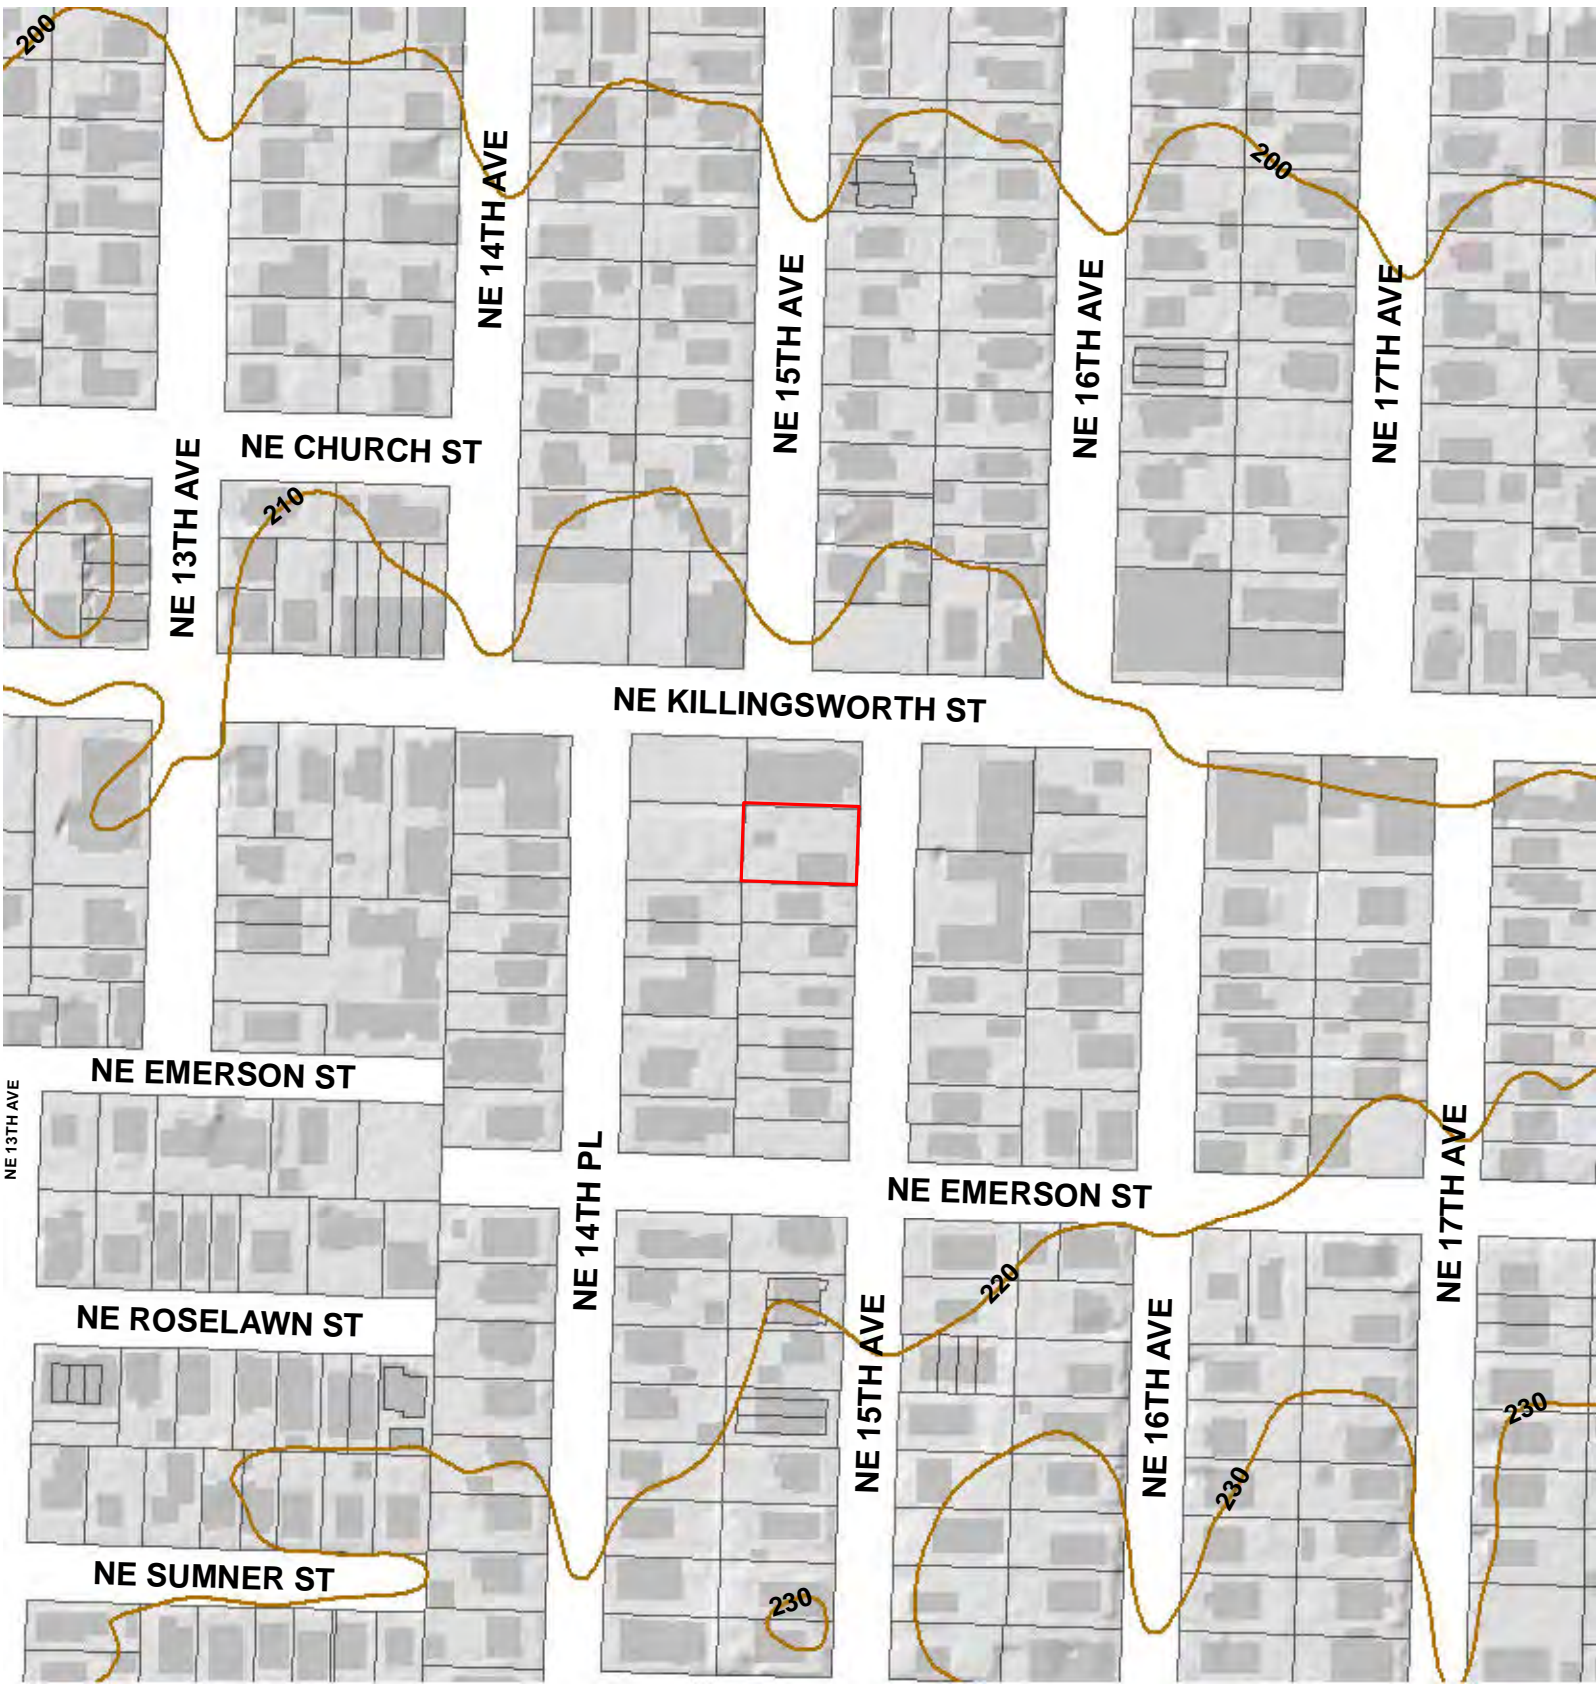 200
NE 14TH AVE
200
NE 15TH AVE
NE 16TH AVE
NE 17TH AVE
NE CHURCH ST
NE 13TH AVE
210
NE KILLINGSWORTH ST
NE EMERSON ST
NE 13TH AVE
NE 14TH PL
NE EMERSON ST
NE 17TH AVE
220
NE ROSELAWN ST
NE 15TH AVE
NE 16TH AVE
230
230
NE SUMNER ST
230